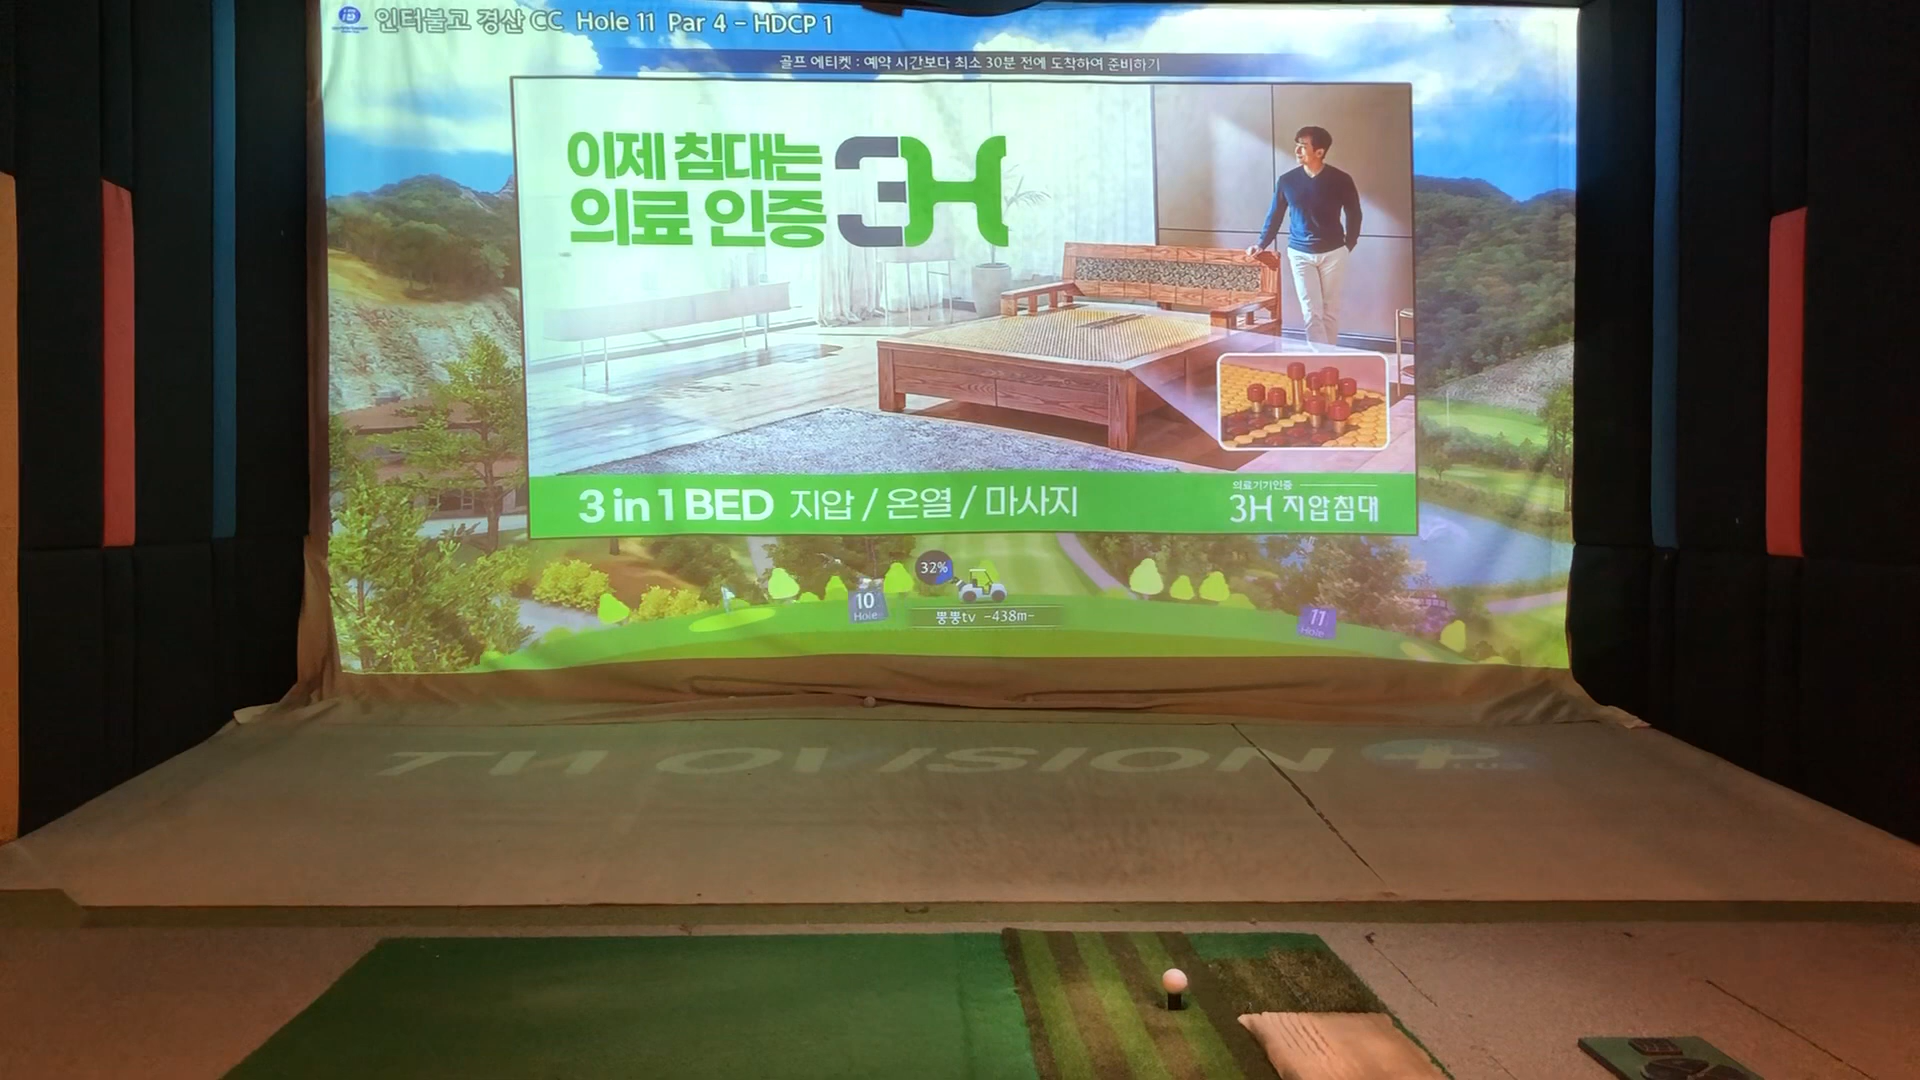 인터불고 경산 CC Hole 11 Par 4 - HDCP 1
골프 에티켓 : 예약 시간보다 최소 30분 전에 도착하여 준비하기
이제 침대는
의료 인증
3H
3 in 1 BED 지압 / 온열 / 마사지
의료기기인증
3H 지압침대
32%
10
Hole
뿡뿡tv -438m-
11
Hole
OVISION